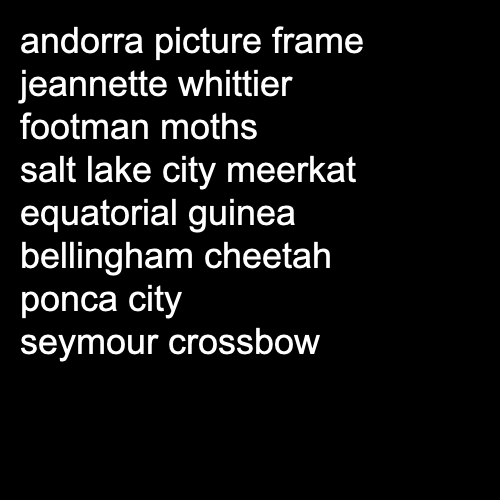 andorra picture frame
jeannette whittier
footman moths
salt lake city meerkat
equatorial guinea
bellingham cheetah
ponca city
seymour crossbow